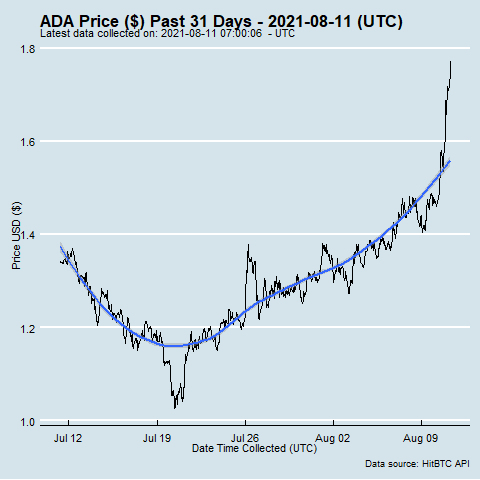 ADA Price ($) Past 31 Days - 2021-08-11 (UTC)
Latest data collected on: 2021-08-11 07:00:06  - UTC
1.8
1.6
1.4
1.2
1.0
Price USD ($)
Jul 12
Jul 19
Jul 26
Aug 02
Aug 09
Date Time Collected (UTC)
Data source: HitBTC API